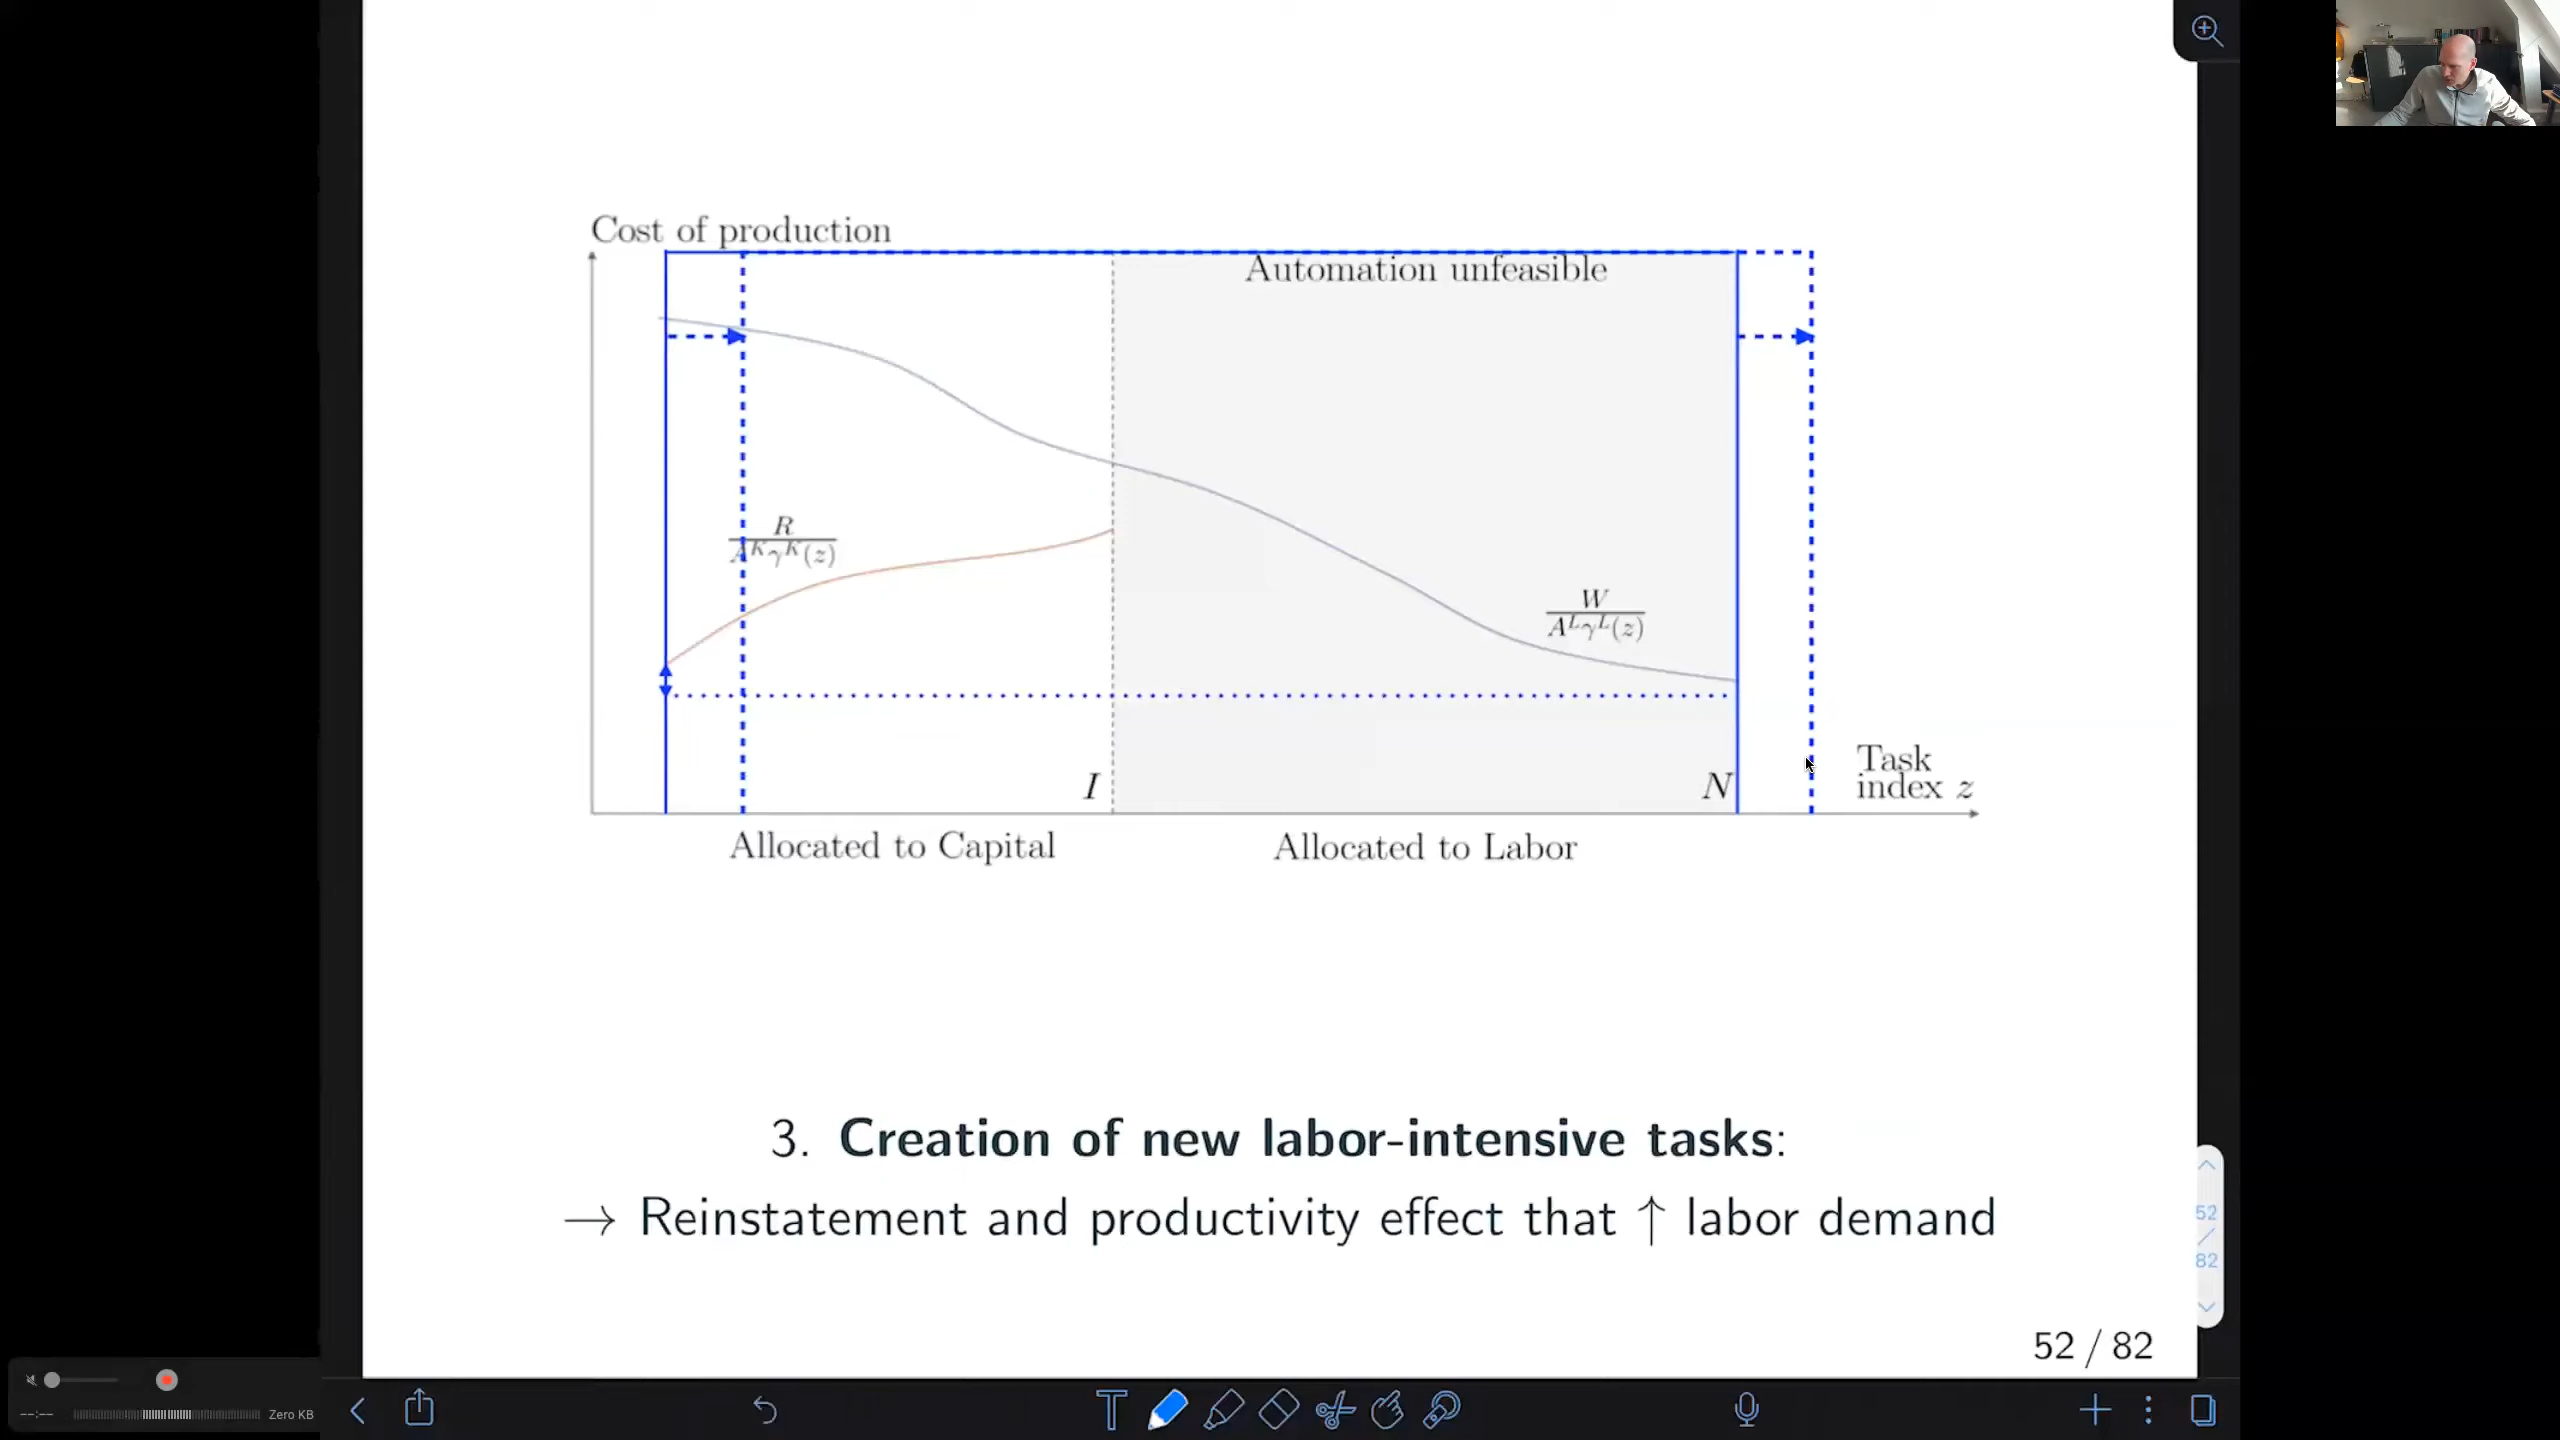 Cost of production
Automation unfeasible
R
A^K γ^K(z)
W
A^L γ^L(z)
I
N
Task
index z
Allocated to Capital
Allocated to Labor
3. Creation of new labor-intensive tasks:
→ Reinstatement and productivity effect that ↑ labor demand
52
/
82
52 / 82
--:--
Zero KB
T